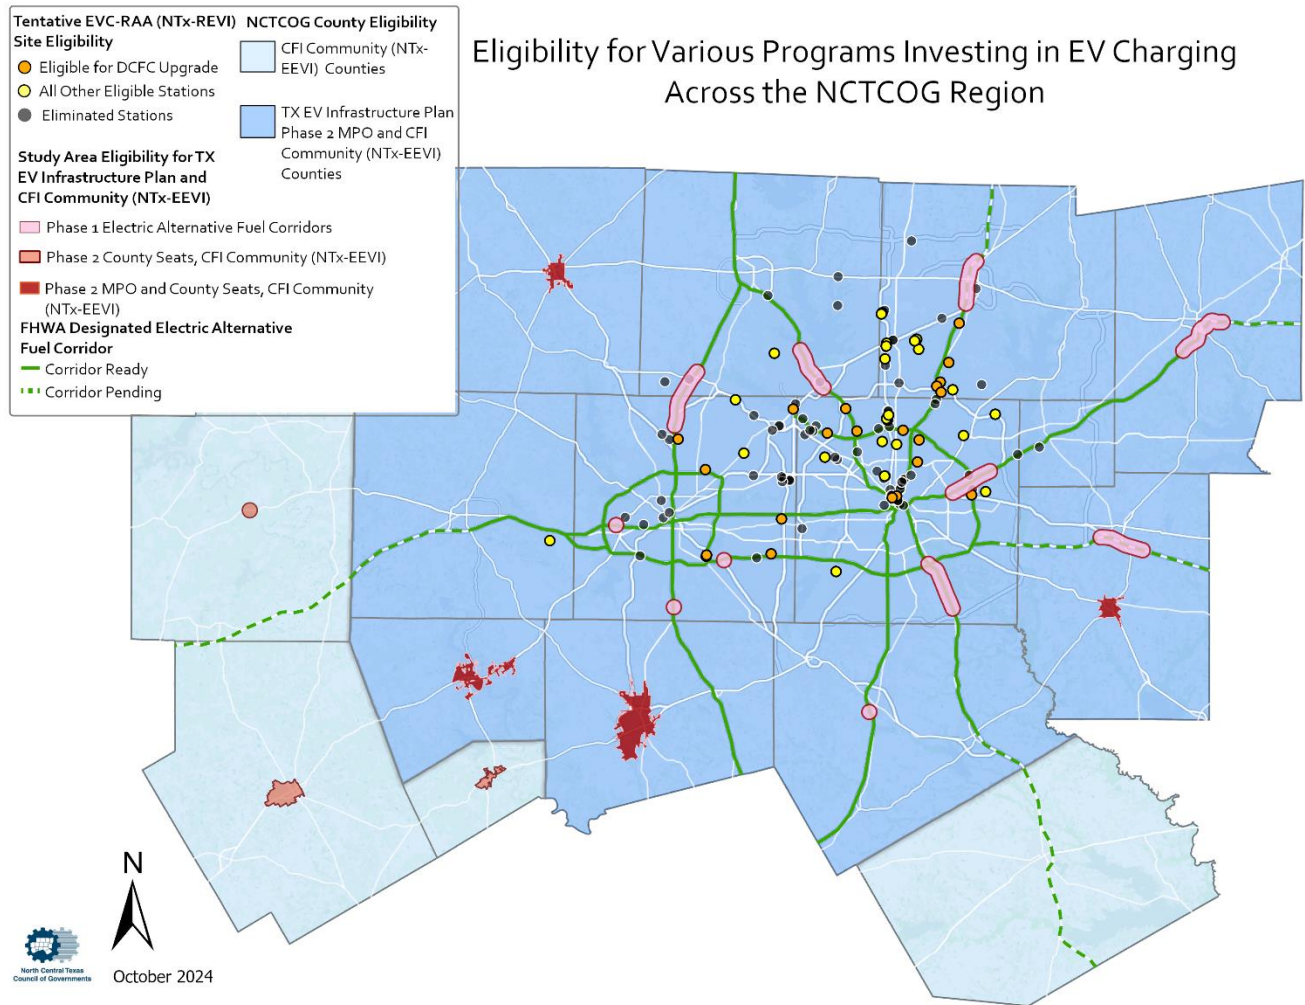 Eligibility for Various Programs Investing in EV Charging
Across the NCTCOG Region
Tentative EVC-RAA (NTx-REVI)
Site Eligibility
Eligible for DCFC Upgrade
All Other Eligible Stations
Eliminated Stations
Study Area Eligibility for TX
EV Infrastructure Plan and
CFI Community (NTx-EEVI)
Phase 1 Electric Alternative Fuel Corridors
Phase 2 County Seats, CFI Community (NTx-EEVI)
Phase 2 MPO and County Seats, CFI Community
(NTx-EEVI)
FHWA Designated Electric Alternative
Fuel Corridor
Corridor Ready
Corridor Pending
NCTCOG County Eligibility
CFI Community (NTx-
EEVI) Counties
TX EV Infrastructure Plan
Phase 2 MPO and CFI
Community (NTx-EEVI)
Counties
N
North Central Texas
Council of Governments
October 2024